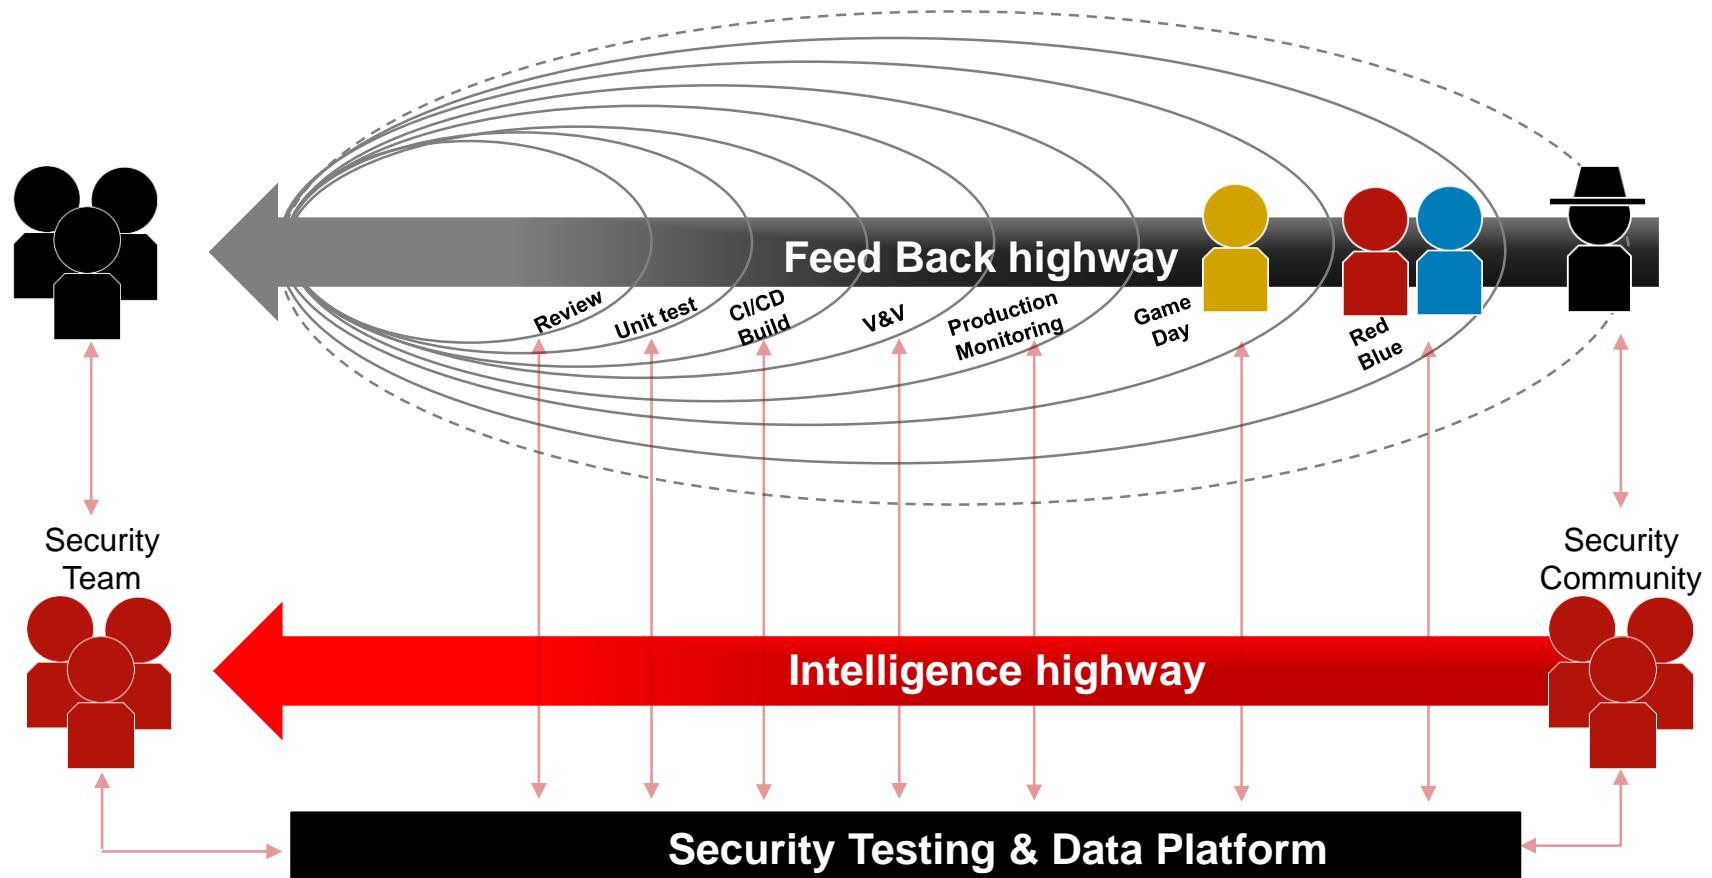 Feed Back highway
Review
Unit test
CI/CD
Build
V&V
Production
Monitoring
Game
Day
Red
Blue
Security
Team
Security
Community
Intelligence highway
Security Testing & Data Platform